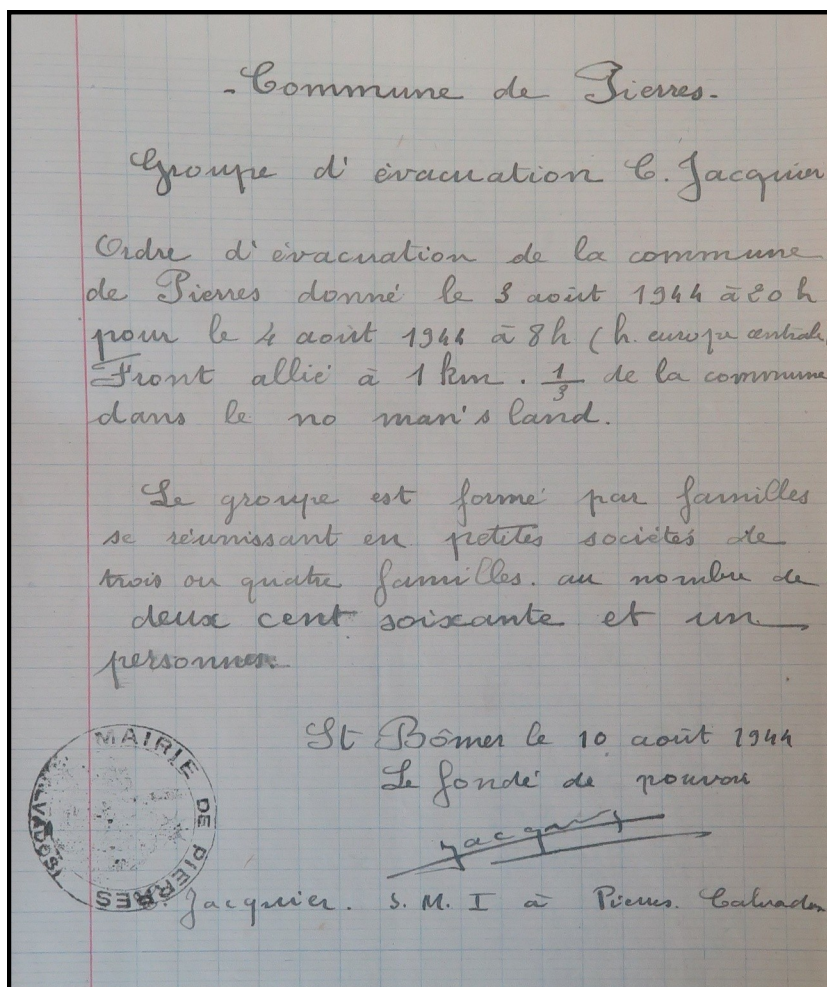 - Commune de Pierres -
Groupe d'évacuation C. Jacquier
Ordre d'évacuation de la commune
de Pierres donné le 3 août 1944 à 20 h
pour le 4 août 1944 à 8 h (h. europe centrale
Front allié à 1 km. 1/3 de la commune
dans le no man's land.
Le groupe est formé par familles
se réunissant en petites sociétés de
trois ou quatre familles. au nombre de
deux cent soixante et un
personnes.
St Bômer le 10 août 1944
Le fondé de pouvoir
Jacquier
MAIRIE DE PIERRES
(CALVADOS)
Jacquier. S. M. I à Pierres. Calvados